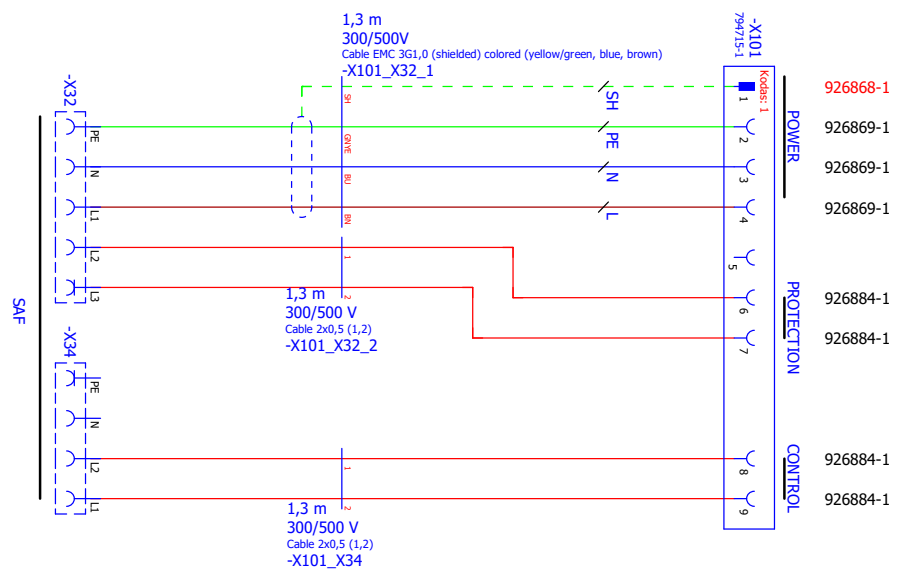 1,3 m
300/500V
Cable EMC 3G1,0 (shielded) colored (yellow/green, blue, brown)
-X101_X32_1
-X101
794715-1
Kodas: 1
-X32
PE
N
L1
L2
L3
SH
GNYE
BU
BN
SH
PE
N
L
1
2
3
4
5
6
7
8
9
POWER
PROTECTION
CONTROL
926868-1
926869-1
926869-1
926869-1
926884-1
926884-1
926884-1
926884-1
1
2
1,3 m
300/500 V
Cable 2x0,5 (1,2)
-X101_X32_2
SAF
-X34
PE
N
L2
L1
1
2
1,3 m
300/500 V
Cable 2x0,5 (1,2)
-X101_X34